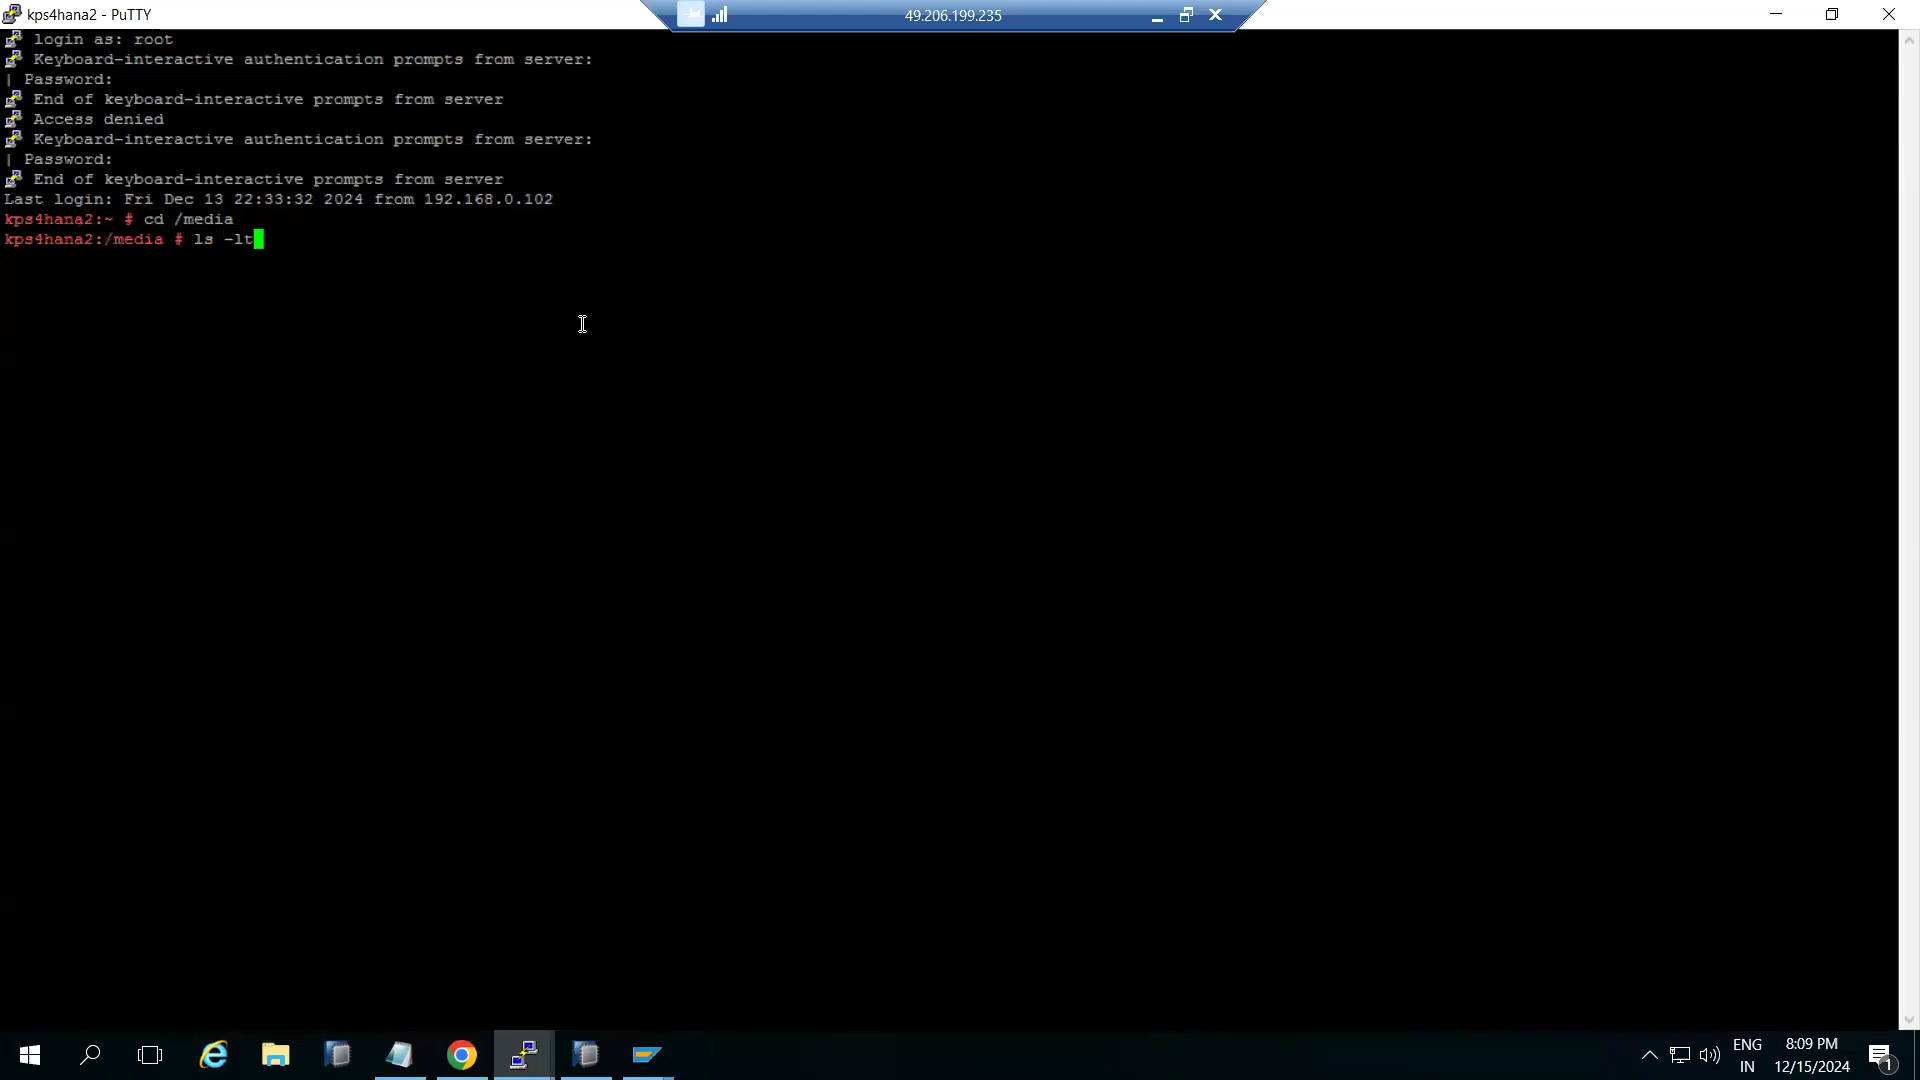 kps4hana2 - PuTTY
49.206.199.235
login as: root
Keyboard-interactive authentication prompts from server:
| Password:
End of keyboard-interactive prompts from server
Access denied
Keyboard-interactive authentication prompts from server:
| Password:
End of keyboard-interactive prompts from server
Last login: Fri Dec 13 22:33:32 2024 from 192.168.0.102
kps4hana2:~ # cd /media
kps4hana2:/media # ls -lt
ENG
IN
8:09 PM
12/15/2024
1